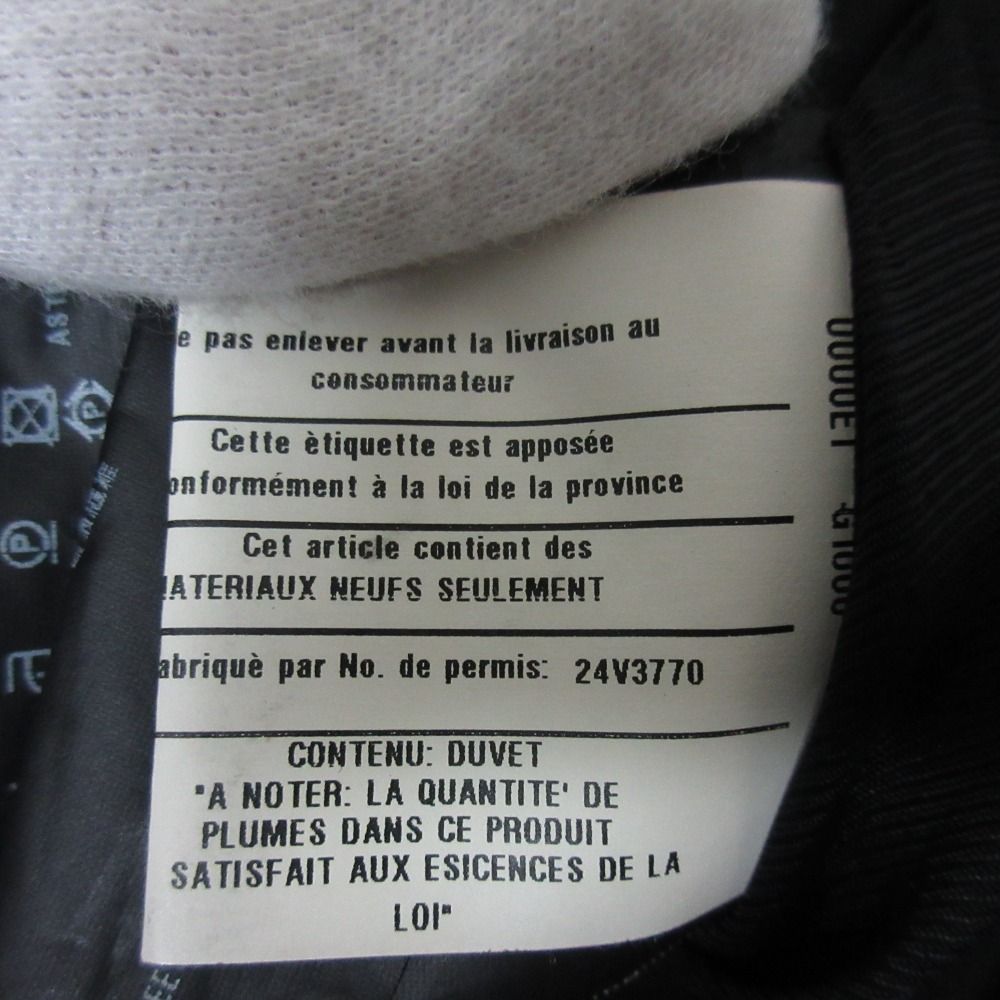 e pas enlever avant la livraison au
consommateur
Cette ètiquette est apposée
onformément à la loi de la province
Cet article contient des
MATERIAUX NEUFS SEULEMENT
abriquè par No. de permis: 24V3770
CONTENU: DUVET
"A NOTER: LA QUANTITE' DE
PLUMES DANS CE PRODUIT
SATISFAIT AUX ESICENCES DE LA
LOI"